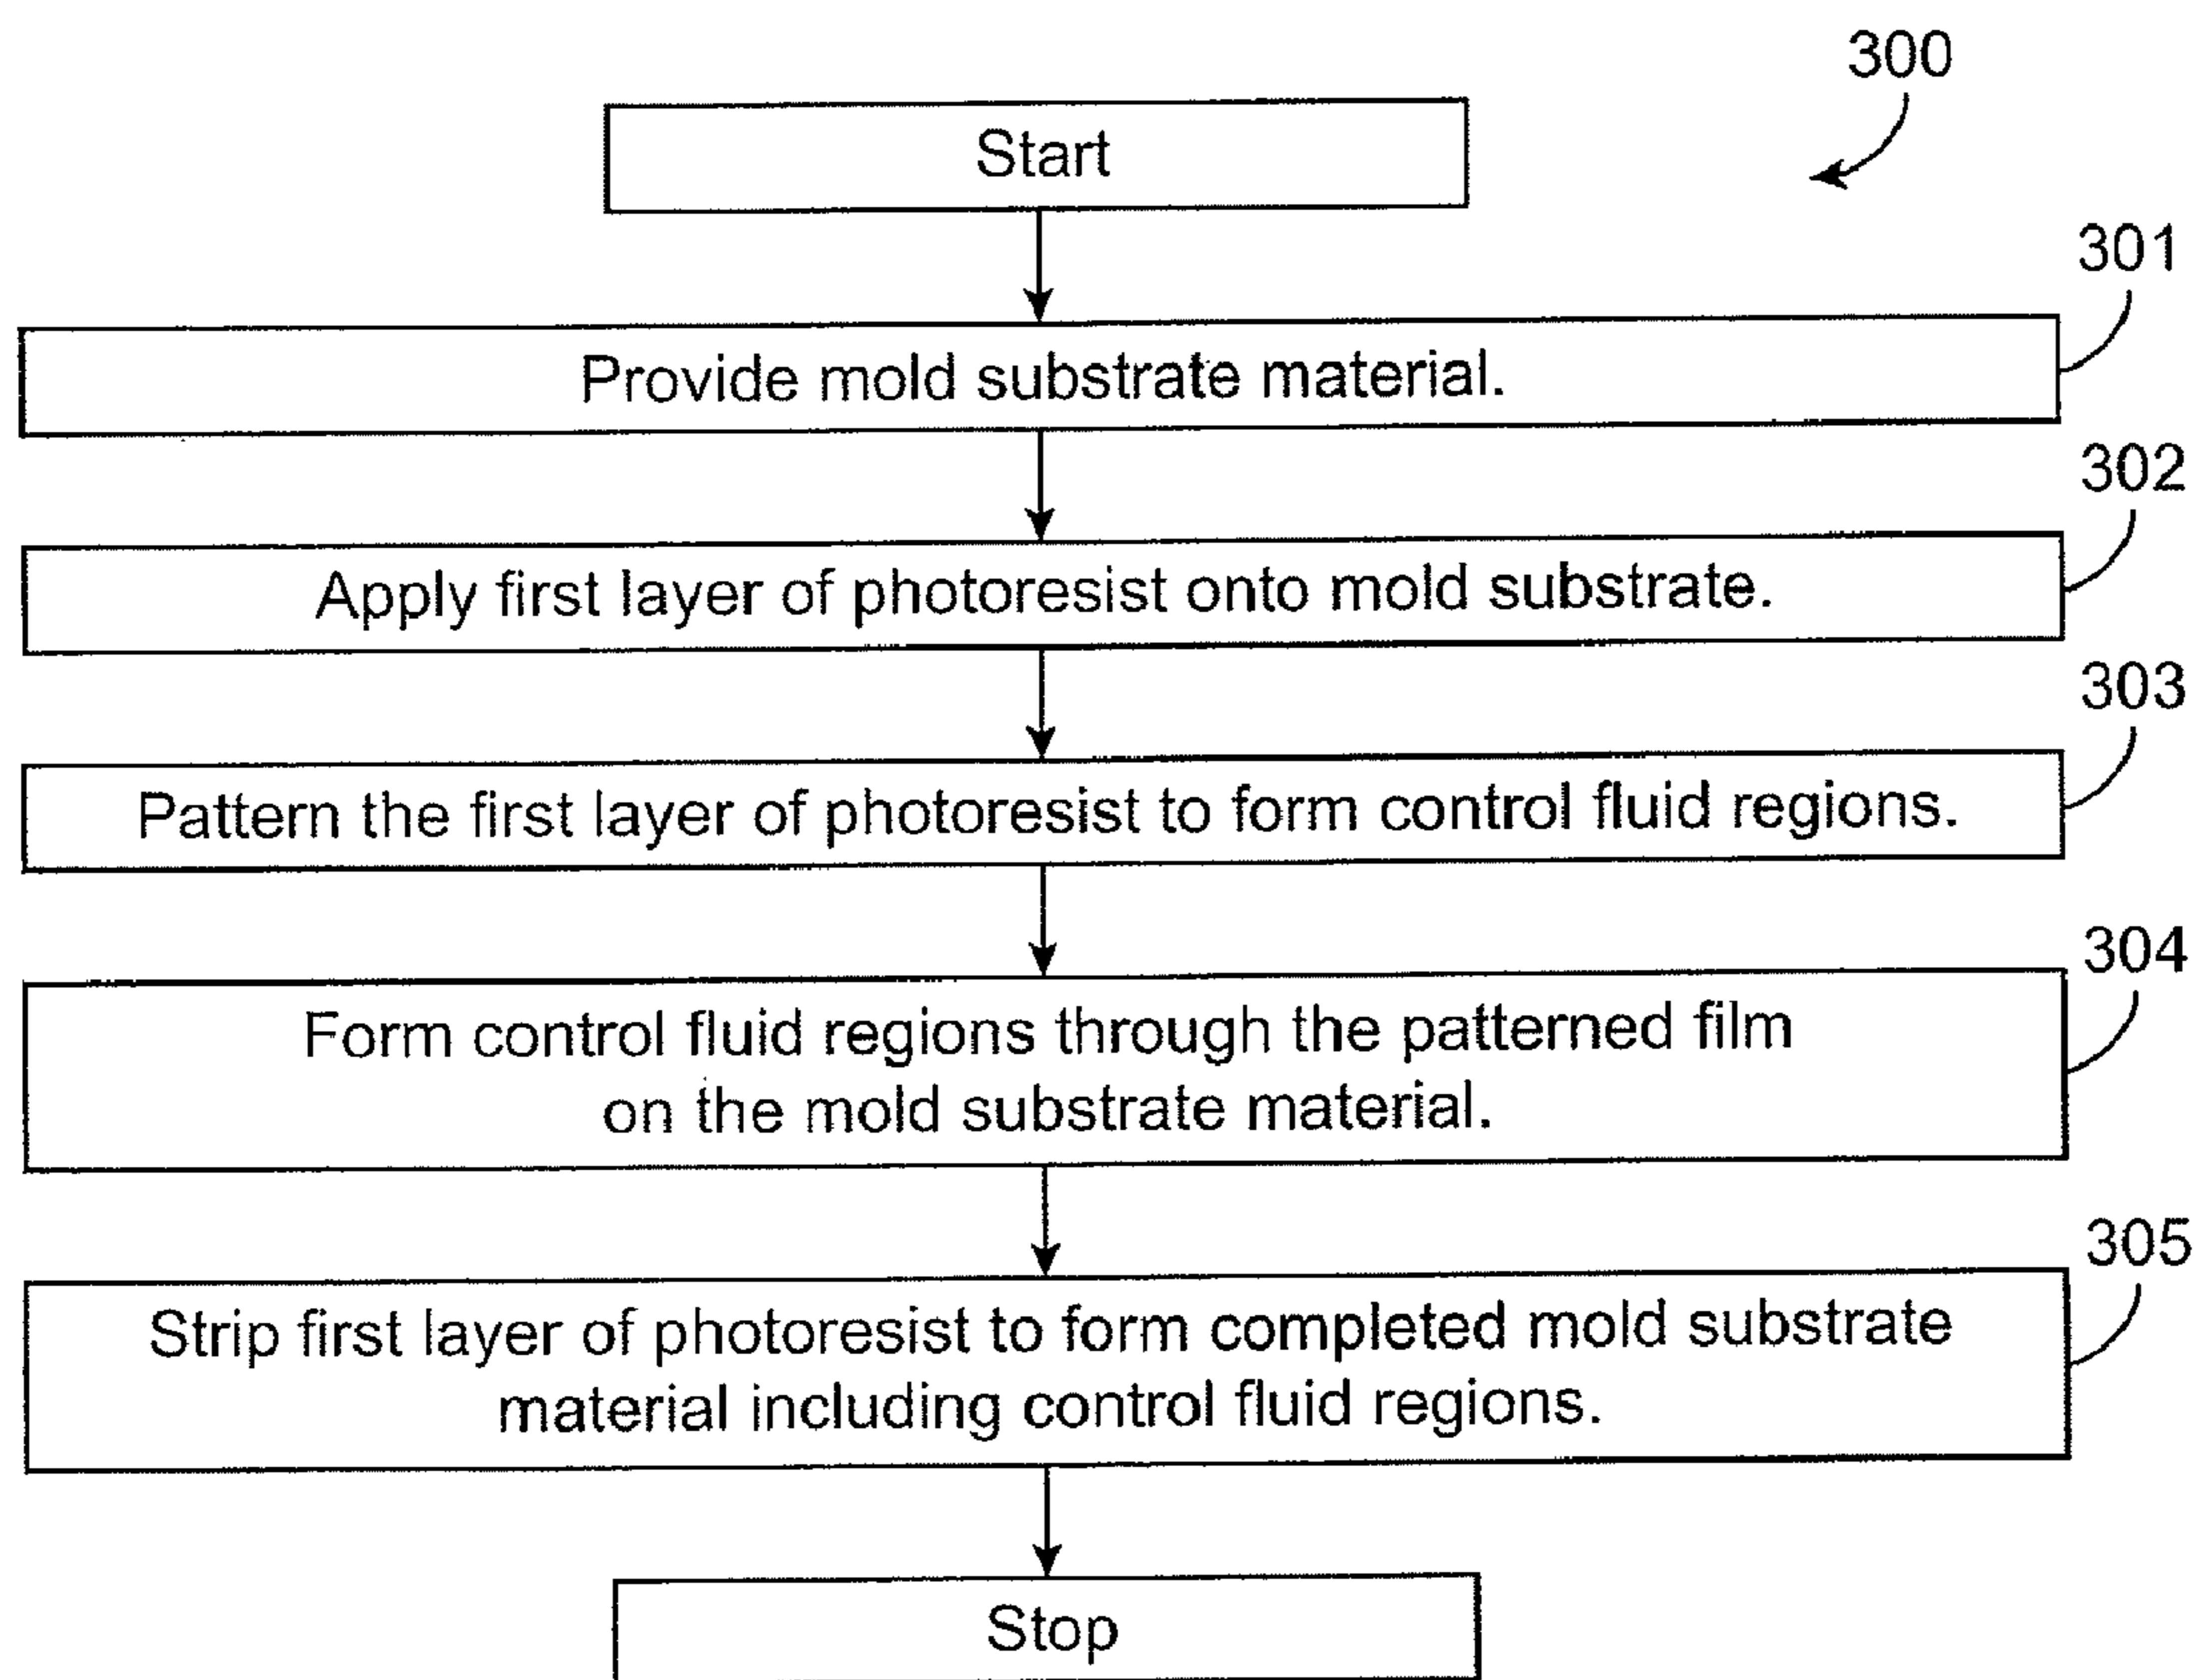 300
Start
301
Provide mold substrate material.
302
Apply first layer of photoresist onto mold substrate.
303
Pattern the first layer of photoresist to form control fluid regions.
304
Form control fluid regions through the patterned film
on the mold substrate material.
305
Strip first layer of photoresist to form completed mold substrate
material including control fluid regions.
Stop